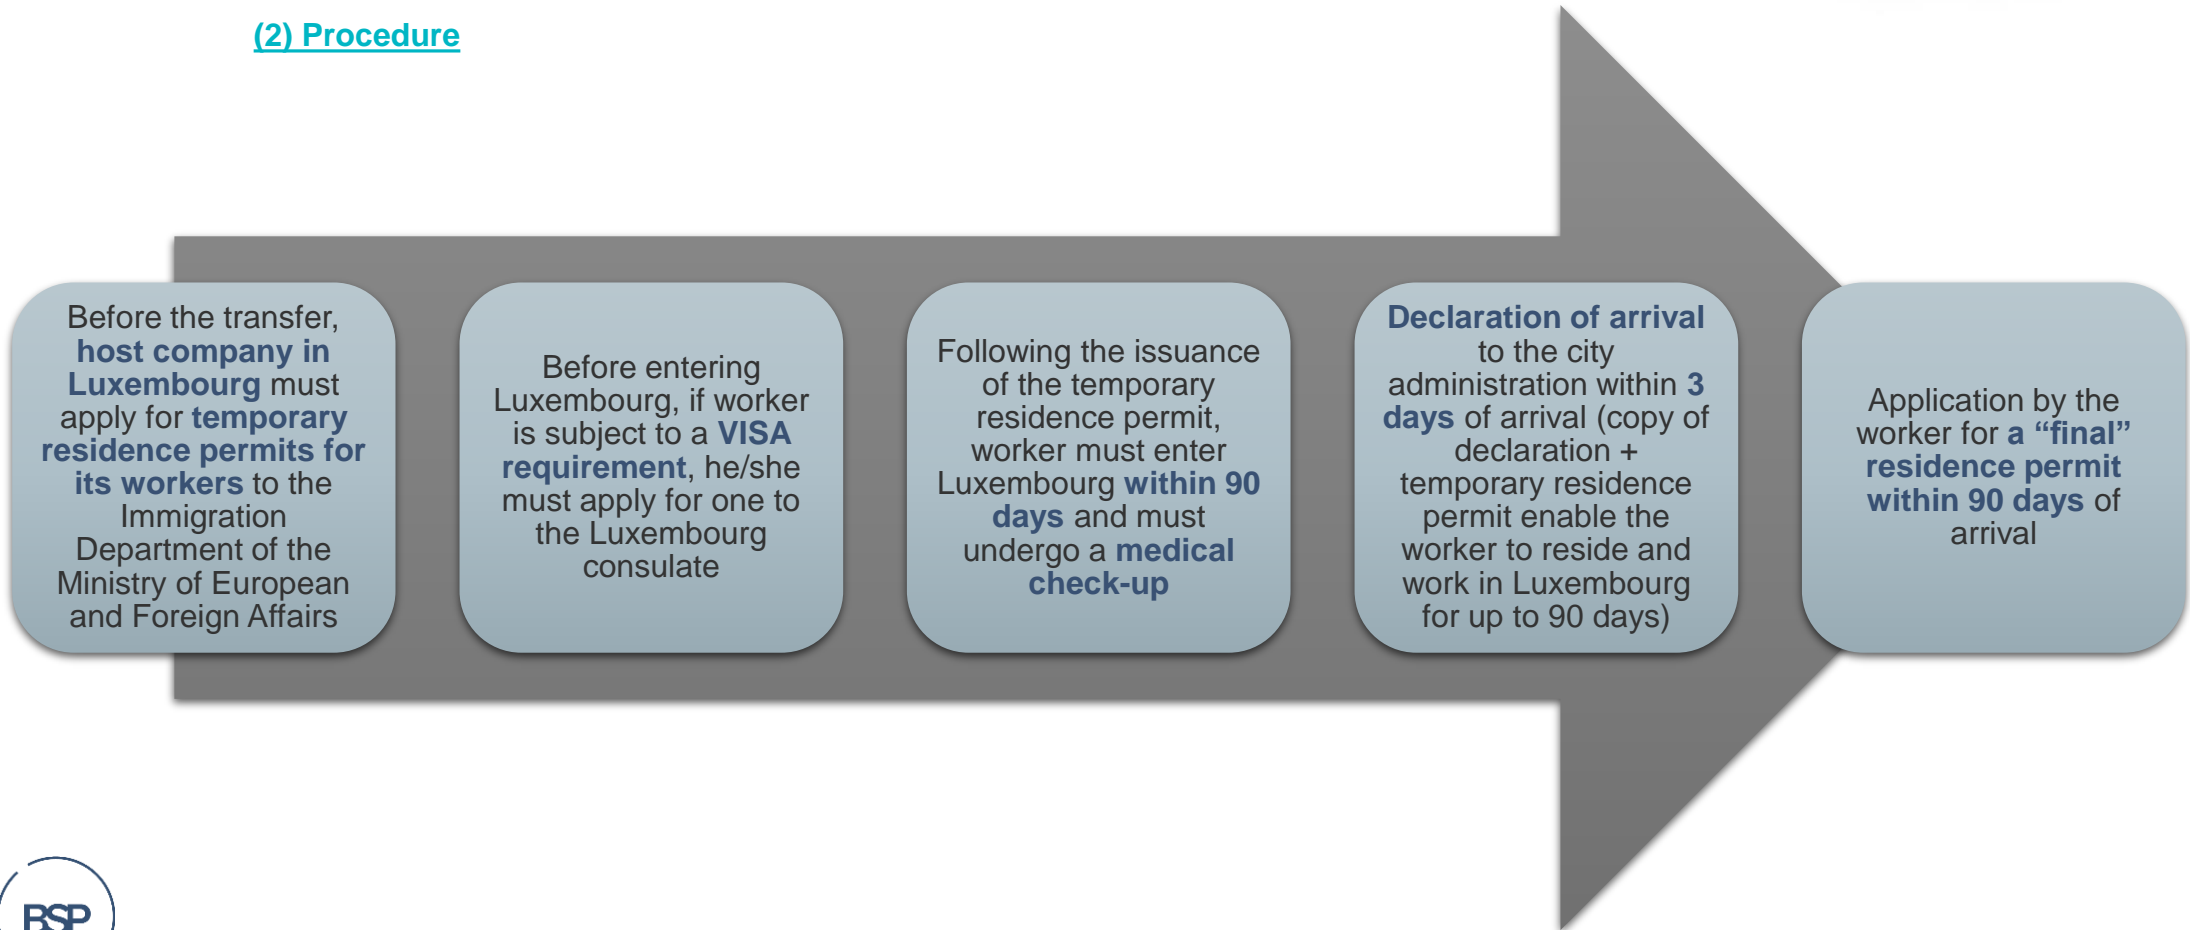 (2) Procedure
Before the transfer,
host company in
Luxembourg must
apply for temporary
residence permits for
its workers to the
Immigration
Department of the
Ministry of European
and Foreign Affairs
Before entering
Luxembourg, if worker
is subject to a VISA
requirement, he/she
must apply for one to
the Luxembourg
consulate
Following the issuance
of the temporary
residence permit,
worker must enter
Luxembourg within 90
days and must
undergo a medical
check-up
Declaration of arrival
to the city
administration within 3
days of arrival (copy of
declaration +
temporary residence
permit enable the
worker to reside and
work in Luxembourg
for up to 90 days)
Application by the
worker for a “final”
residence permit
within 90 days of
arrival
BSP